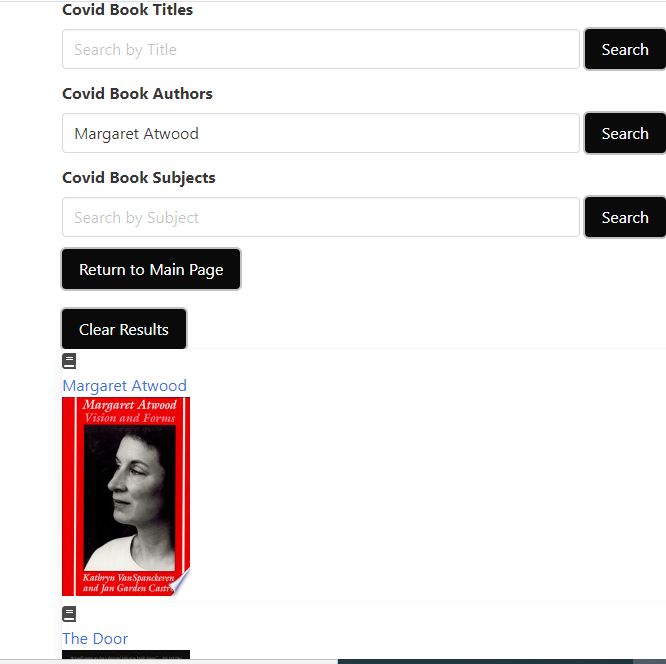 Covid Book Titles
Search by Title
Search
Covid Book Authors
Margaret Atwood
Search
Covid Book Subjects
Search by Subject
Search
Return to Main Page
Clear Results
Margaret Atwood
Margaret Atwood
Vision and Forms
Kathryn VanSpanckeren
and Jan Garden Castr
The Door